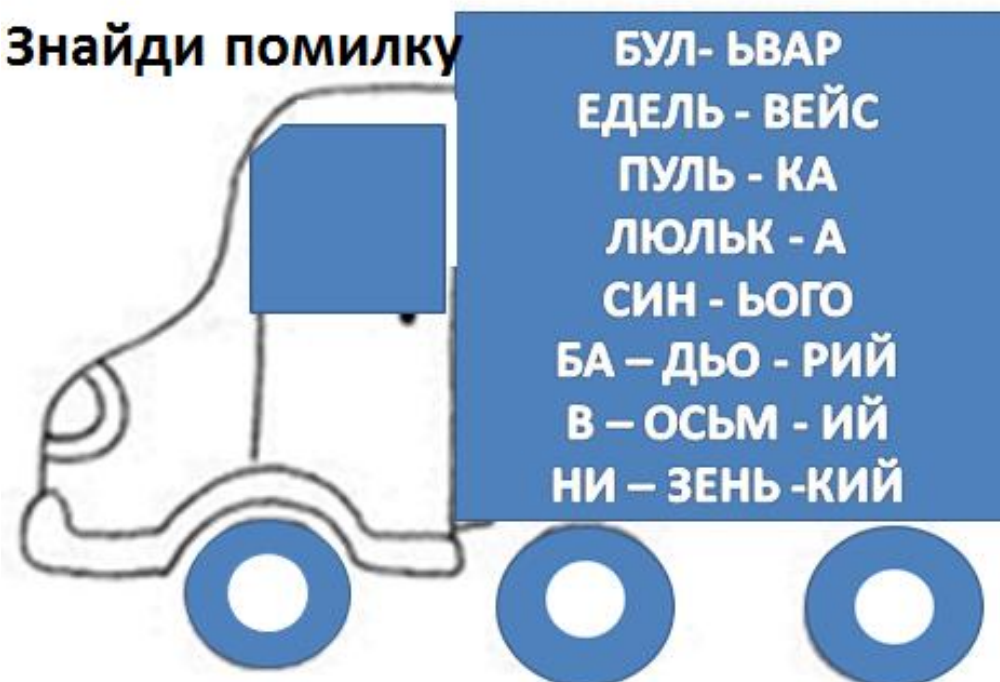 Знайди помилку
БУЛ- ЬВАР
ЕДЕЛЬ - ВЕЙС
ПУЛЬ - КА
ЛЮЛЬК - А
СИН - ЬОГО
БА – ДЬО - РИЙ
В – ОСЬМ - ИЙ
НИ – ЗЕНЬ -КИЙ